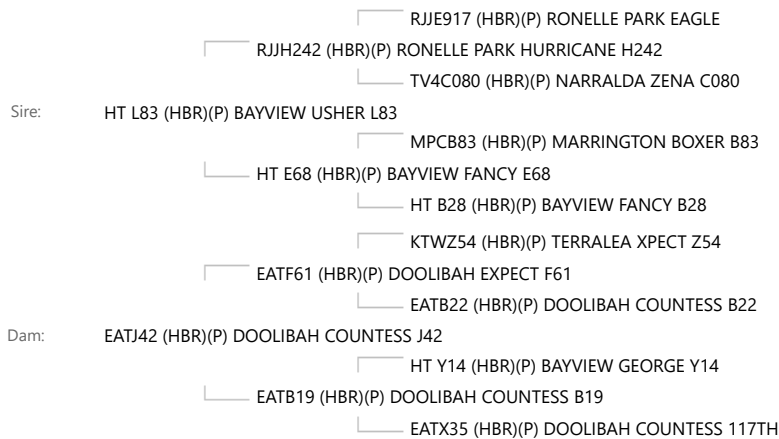 RJJE917 (HBR)(P) RONELLE PARK EAGLE
RJJH242 (HBR)(P) RONELLE PARK HURRICANE H242
TV4C080 (HBR)(P) NARRALDA ZENA C080
Sire: HT L83 (HBR)(P) BAYVIEW USHER L83
MPCB83 (HBR)(P) MARRINGTON BOXER B83
HT E68 (HBR)(P) BAYVIEW FANCY E68
HT B28 (HBR)(P) BAYVIEW FANCY B28
KTWZ54 (HBR)(P) TERRALEA XPECT Z54
EATF61 (HBR)(P) DOOLIBAH EXPECT F61
EATB22 (HBR)(P) DOOLIBAH COUNTESS B22
Dam: EATJ42 (HBR)(P) DOOLIBAH COUNTESS J42
HT Y14 (HBR)(P) BAYVIEW GEORGE Y14
EATB19 (HBR)(P) DOOLIBAH COUNTESS B19
EATX35 (HBR)(P) DOOLIBAH COUNTESS 117TH